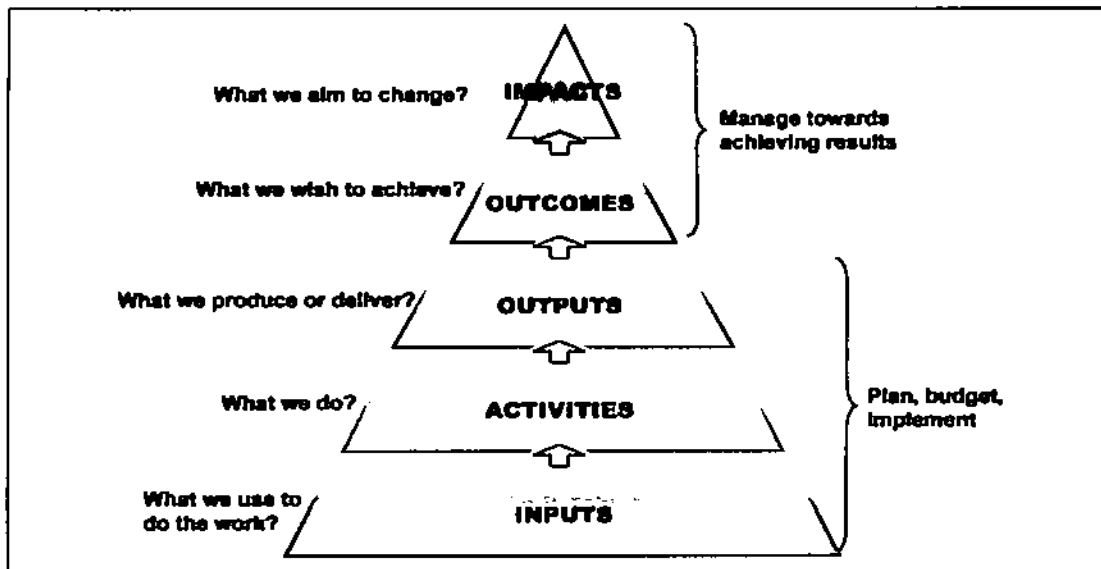 What we aim to change?
IMPACTS
Manage towards
achieving results
What we wish to achieve?
OUTCOMES
What we produce or deliver?
OUTPUTS
What we do?
ACTIVITIES
Plan, budget,
implement
What we use to
do the work?
INPUTS